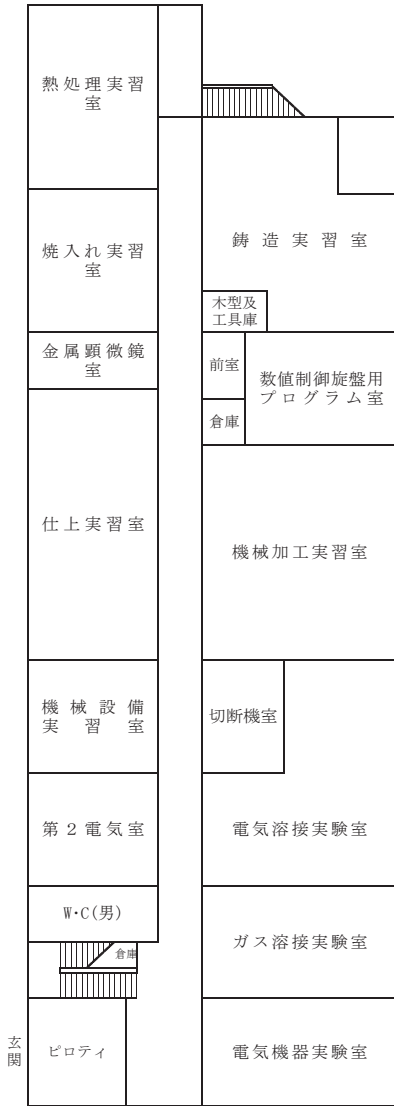 熱処理実習
室
焼入れ実習
室
金属顕微鏡
室
仕上実習室
機械設備
実習室
第2電気室
W・C(男)
倉庫
玄関
ピロティ
鋳造実習室
木型及
工具庫
前室
倉庫
数値制御旋盤用
プログラム室
機械加工実習室
切断機室
電気溶接実験室
ガス溶接実験室
電気機器実験室